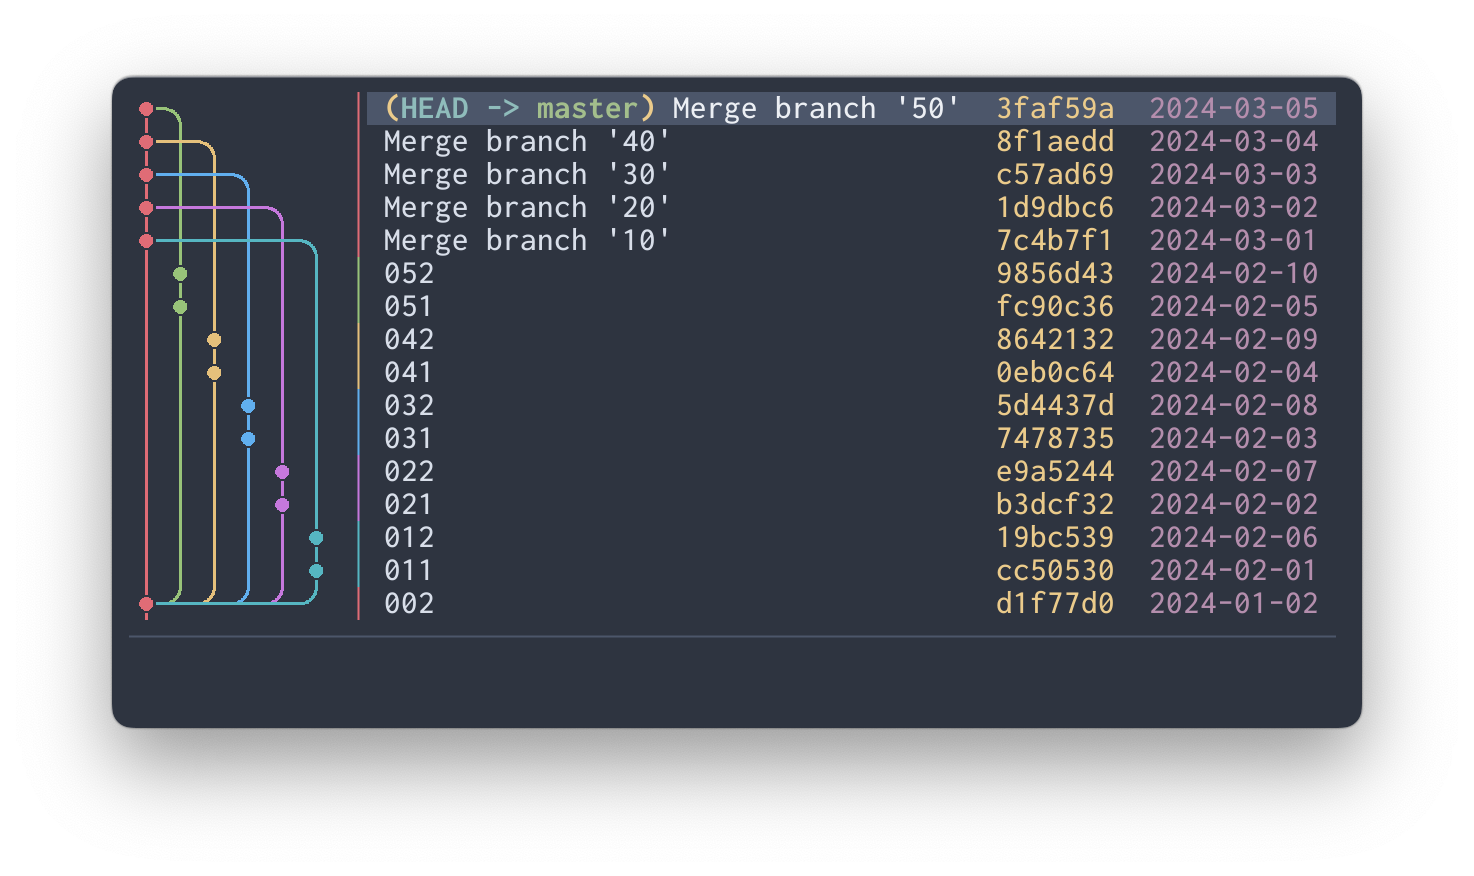 (HEAD -> master) Merge branch '50' 3faf59a 2024-03-05
Merge branch '40' 8f1aedd 2024-03-04
Merge branch '30' c57ad69 2024-03-03
Merge branch '20' 1d9dbc6 2024-03-02
Merge branch '10' 7c4b7f1 2024-03-01
052 9856d43 2024-02-10
051 fc90c36 2024-02-05
042 8642132 2024-02-09
041 0eb0c64 2024-02-04
032 5d4437d 2024-02-08
031 7478735 2024-02-03
022 e9a5244 2024-02-07
021 b3dcf32 2024-02-02
012 19bc539 2024-02-06
011 cc50530 2024-02-01
002 d1f77d0 2024-01-02